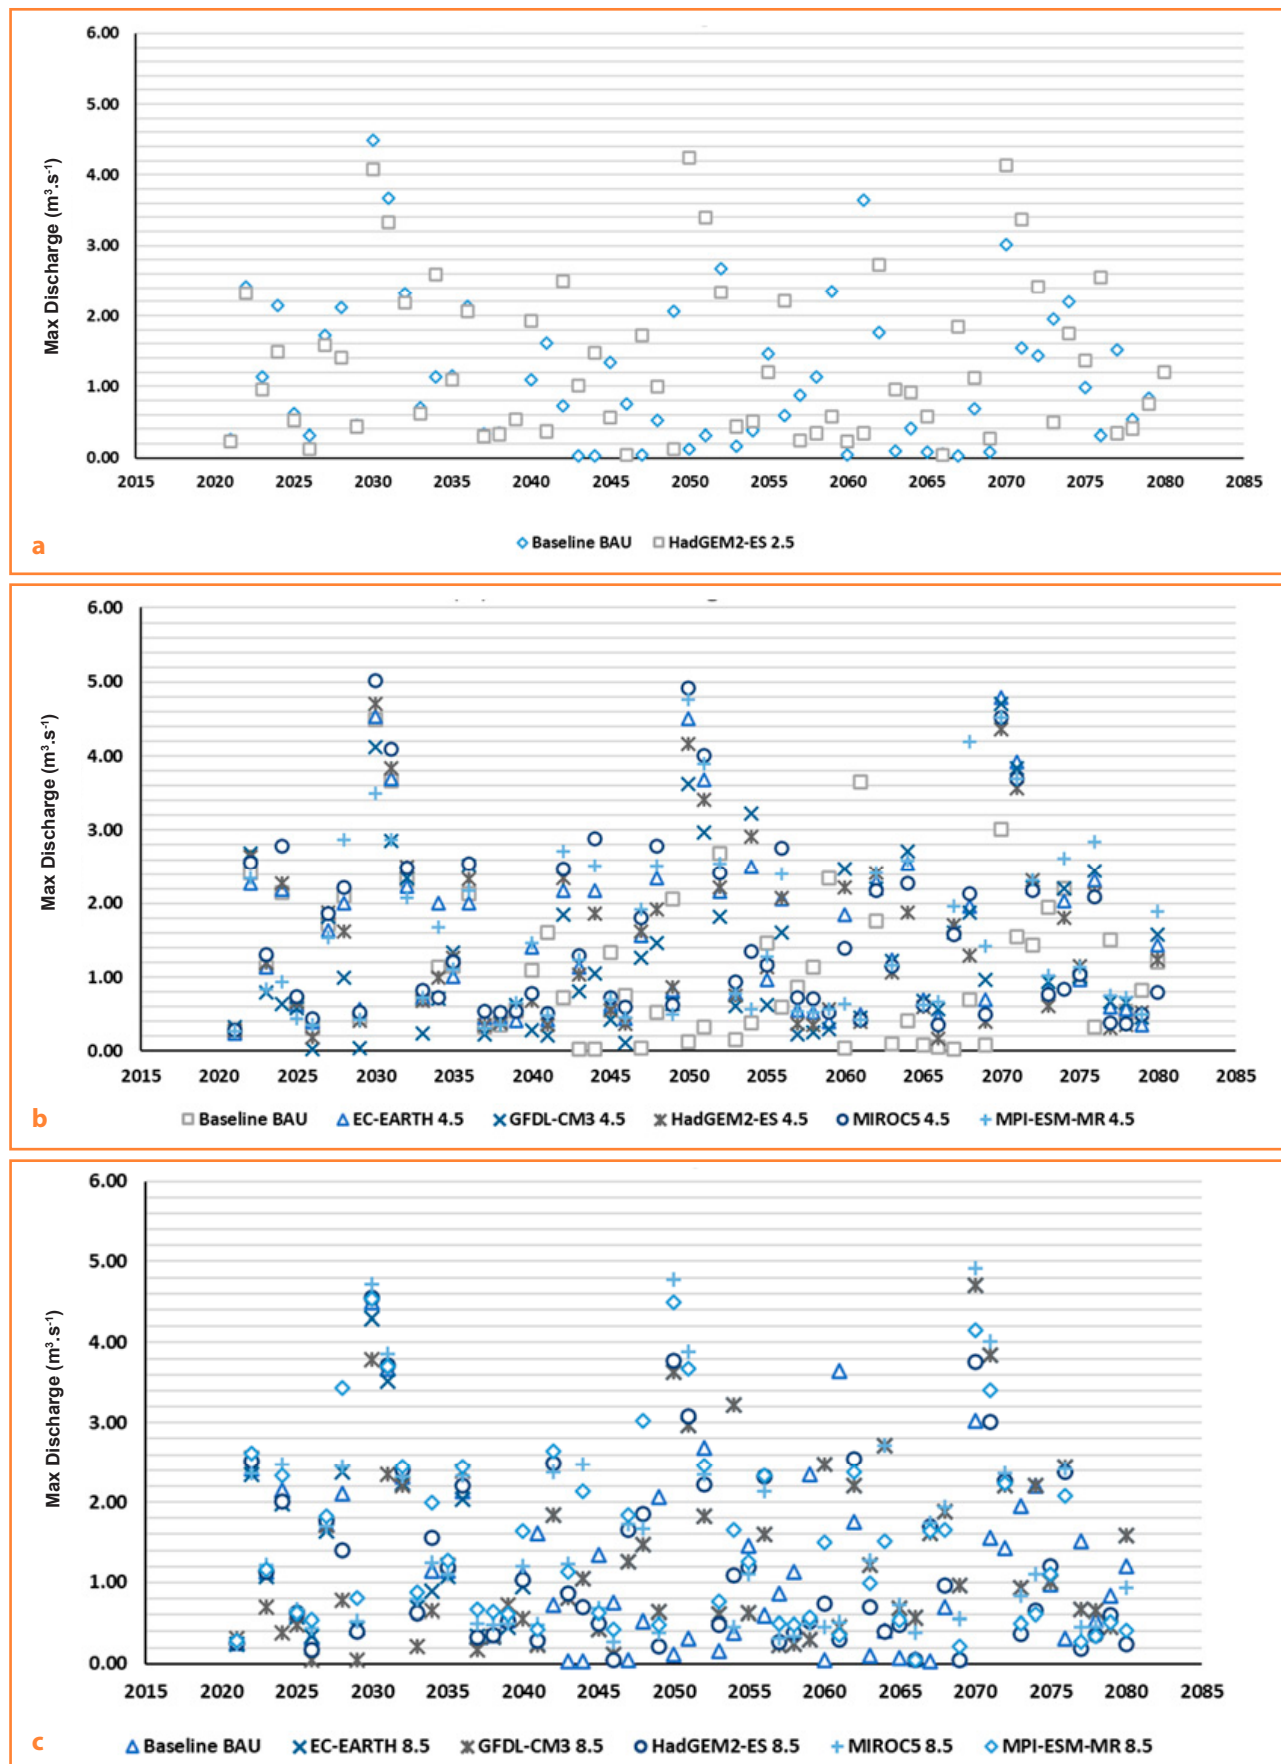 6.00
5.00
4.00
3.00
2.00
1.00
0.00
Max Discharge (m³.s⁻¹)
2015 2020 2025 2030 2035 2040 2045 2050 2055 2060 2065 2070 2075 2080 2085
Baseline BAU HadGEM2-ES 2.5
a
6.00
5.00
4.00
3.00
2.00
1.00
0.00
Max Discharge (m³.s⁻¹)
2015 2020 2025 2030 2035 2040 2045 2050 2055 2060 2065 2070 2075 2080 2085
Baseline BAU EC-EARTH 4.5 GFDL-CM3 4.5 HadGEM2-ES 4.5 MIROC5 4.5 MPI-ESM-MR 4.5
b
6.00
5.00
4.00
3.00
2.00
1.00
0.00
Max Discharge (m³.s⁻¹)
2015 2020 2025 2030 2035 2040 2045 2050 2055 2060 2065 2070 2075 2080 2085
Baseline BAU EC-EARTH 8.5 GFDL-CM3 8.5 HadGEM2-ES 8.5 MIROC5 8.5 MPI-ESM-MR 8.5
c